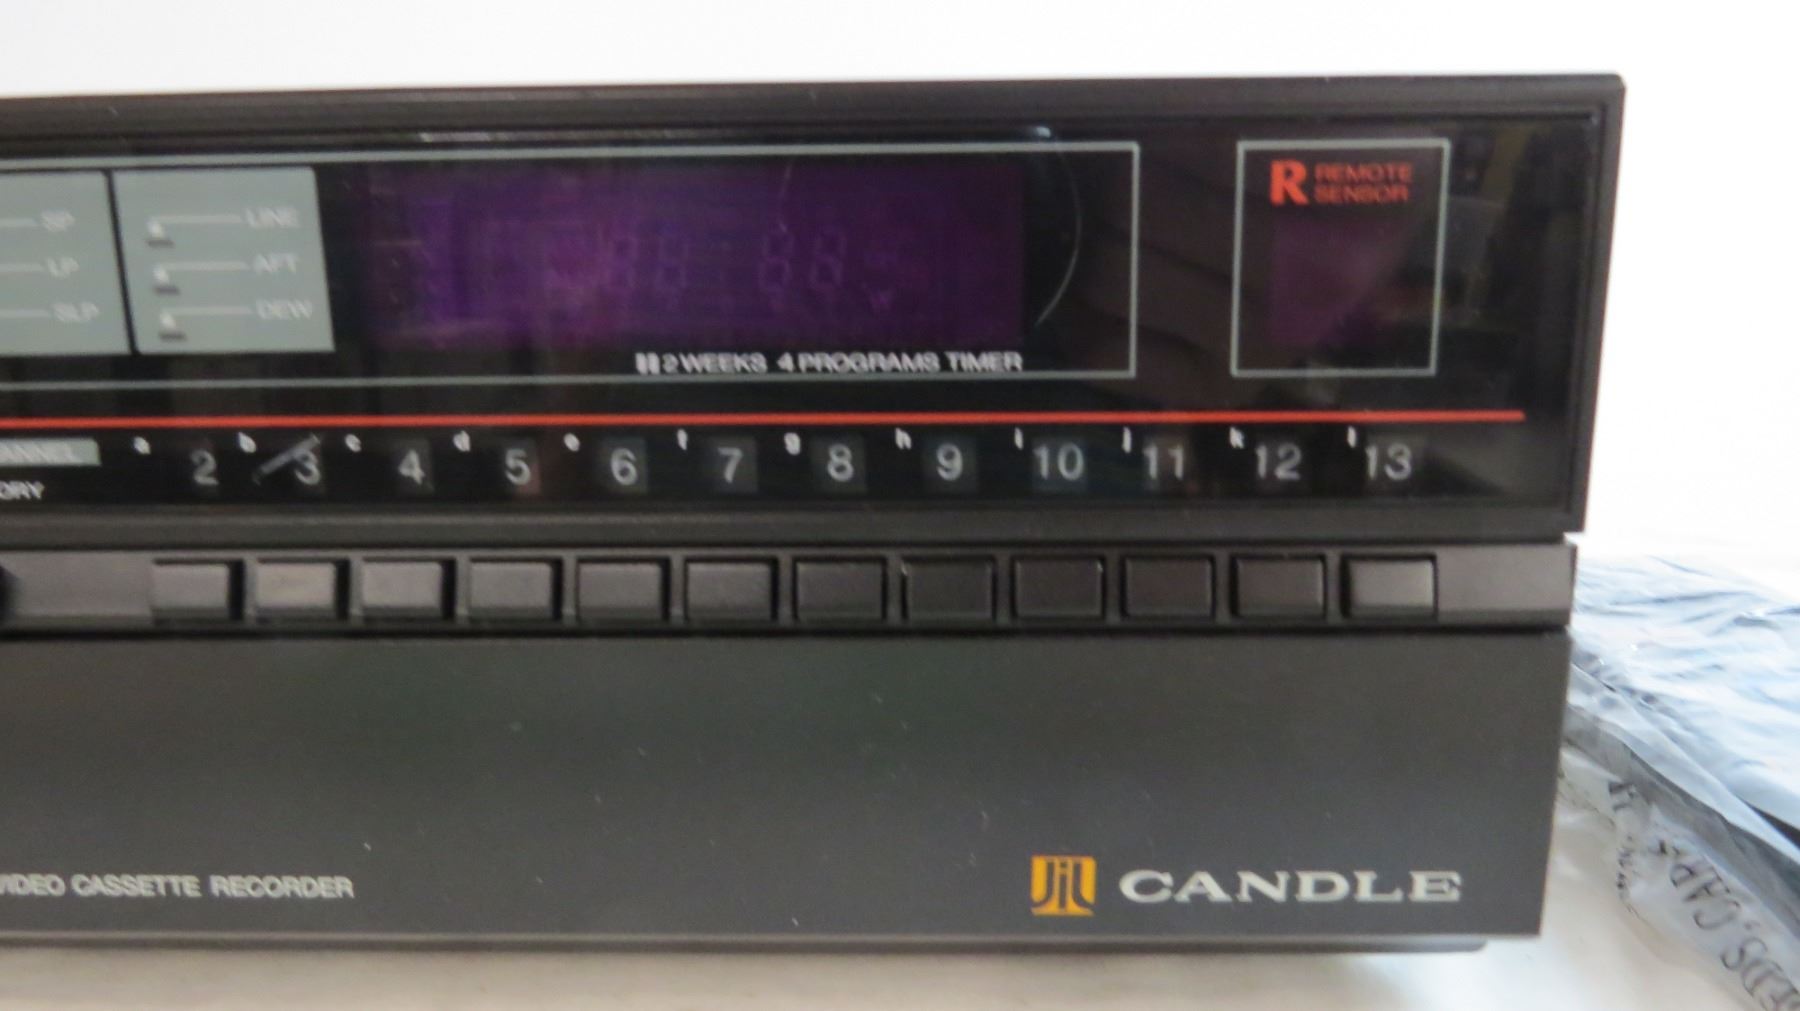 SP
LP
SLP
LINE
AFT
DEW
R REMOTE SENSOR
2 WEEKS 4 PROGRAMS TIMER
a b c d e f g h i j k l
2 3 4 5 6 7 8 9 10 11 12 13
VIDEO CASSETTE RECORDER
JIL CANDLE